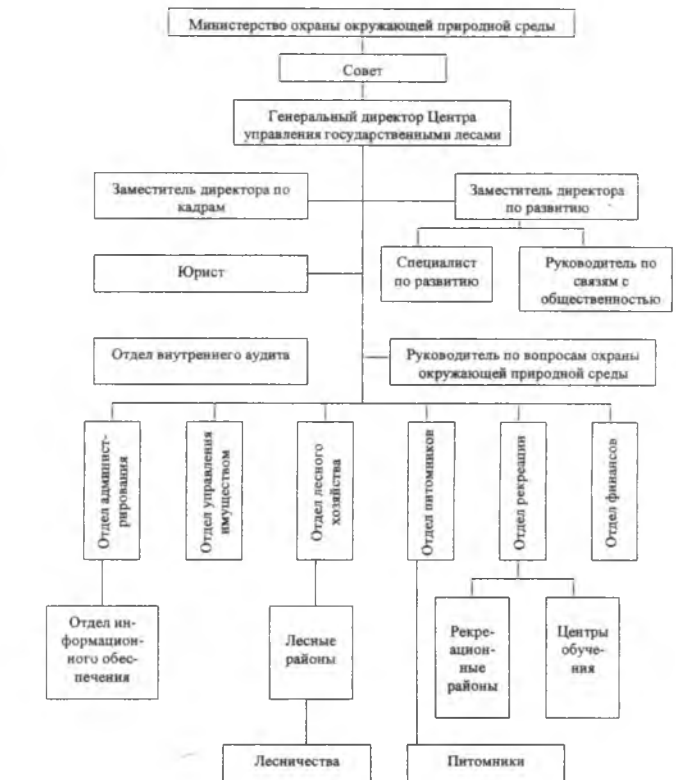 Министерство охраны окружающей природной среды
Совет
Генеральный директор Центра
управления государственными лесами
Заместитель директора по
кадрам
Заместитель директора
по развитию
Специалист
по развитию
Руководитель по
связям с
общественностью
Юрист
Отдел внутреннего аудита
Руководитель по вопросам охраны
окружающей природной среды
Отдел админист-
рирования
Отдел управления
имуществом
Отдел лесного
хозяйства
Отдел питомников
Отдел рекреации
Отдел финансов
Отдел ин-
формацион-
ного обес-
печения
Лесные
районы
Рекре-
ацион-
ные
районы
Центры
обуче-
ния
Лесничества
Питомники